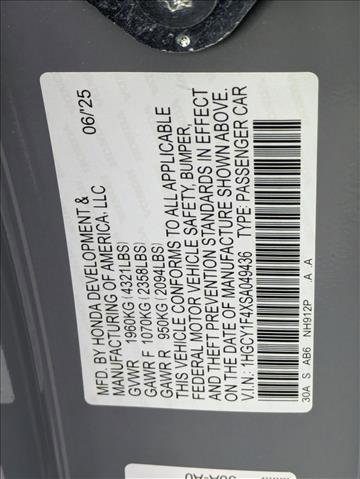 MFD. BY HONDA DEVELOPMENT & 06/25
MANUFACTURING OF AMERICA, LLC
GVWR 1960KG (4321LBS)
GAWR F 1070KG (2358LBS)
GAWR R 950KG (2094LBS)
THIS VEHICLE CONFORMS TO ALL APPLICABLE
FEDERAL MOTOR VEHICLE SAFETY, BUMPER,
AND THEFT PREVENTION STANDARDS IN EFFECT
ON THE DATE OF MANUFACTURE SHOWN ABOVE.
V.I.N.: 1HGCY1F4XSA049436 TYPE: PASSENGER CAR
30A S AB6 NH912P . A . A